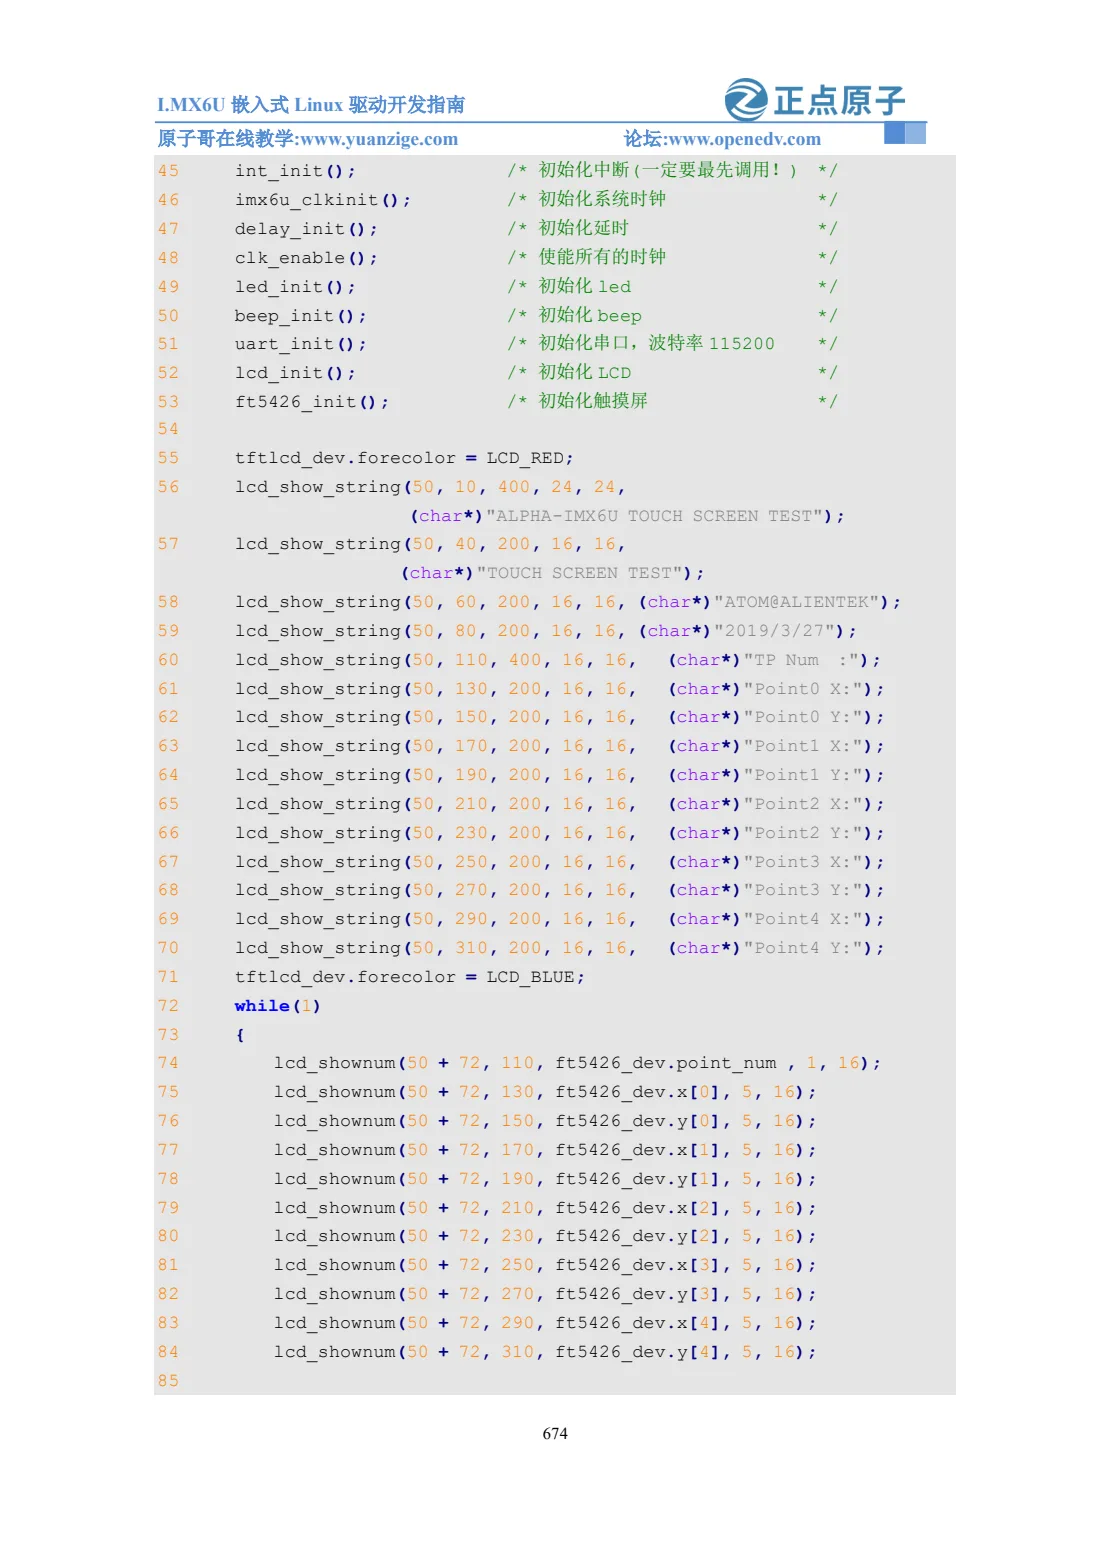 I.MX6U 嵌入式 Linux 驱动开发指南
正点原子
原子哥在线教学:www.yuanzige.com 论坛:www.openedv.com
45 int_init(); /* 初始化中断(一定要最先调用！) */
46 imx6u_clkinit(); /* 初始化系统时钟 */
47 delay_init(); /* 初始化延时 */
48 clk_enable(); /* 使能所有的时钟 */
49 led_init(); /* 初始化 led */
50 beep_init(); /* 初始化 beep */
51 uart_init(); /* 初始化串口，波特率 115200 */
52 lcd_init(); /* 初始化 LCD */
53 ft5426_init(); /* 初始化触摸屏 */
54
55 tftlcd_dev.forecolor = LCD_RED;
56 lcd_show_string(50, 10, 400, 24, 24,
(char*)"ALPHA-IMX6U TOUCH SCREEN TEST");
57 lcd_show_string(50, 40, 200, 16, 16,
(char*)"TOUCH SCREEN TEST");
58 lcd_show_string(50, 60, 200, 16, 16, (char*)"ATOM@ALIENTEK");
59 lcd_show_string(50, 80, 200, 16, 16, (char*)"2019/3/27");
60 lcd_show_string(50, 110, 400, 16, 16, (char*)"TP Num  :");
61 lcd_show_string(50, 130, 200, 16, 16, (char*)"Point0 X:");
62 lcd_show_string(50, 150, 200, 16, 16, (char*)"Point0 Y:");
63 lcd_show_string(50, 170, 200, 16, 16, (char*)"Point1 X:");
64 lcd_show_string(50, 190, 200, 16, 16, (char*)"Point1 Y:");
65 lcd_show_string(50, 210, 200, 16, 16, (char*)"Point2 X:");
66 lcd_show_string(50, 230, 200, 16, 16, (char*)"Point2 Y:");
67 lcd_show_string(50, 250, 200, 16, 16, (char*)"Point3 X:");
68 lcd_show_string(50, 270, 200, 16, 16, (char*)"Point3 Y:");
69 lcd_show_string(50, 290, 200, 16, 16, (char*)"Point4 X:");
70 lcd_show_string(50, 310, 200, 16, 16, (char*)"Point4 Y:");
71 tftlcd_dev.forecolor = LCD_BLUE;
72 while(1)
73 {
74 lcd_shownum(50 + 72, 110, ft5426_dev.point_num , 1, 16);
75 lcd_shownum(50 + 72, 130, ft5426_dev.x[0], 5, 16);
76 lcd_shownum(50 + 72, 150, ft5426_dev.y[0], 5, 16);
77 lcd_shownum(50 + 72, 170, ft5426_dev.x[1], 5, 16);
78 lcd_shownum(50 + 72, 190, ft5426_dev.y[1], 5, 16);
79 lcd_shownum(50 + 72, 210, ft5426_dev.x[2], 5, 16);
80 lcd_shownum(50 + 72, 230, ft5426_dev.y[2], 5, 16);
81 lcd_shownum(50 + 72, 250, ft5426_dev.x[3], 5, 16);
82 lcd_shownum(50 + 72, 270, ft5426_dev.y[3], 5, 16);
83 lcd_shownum(50 + 72, 290, ft5426_dev.x[4], 5, 16);
84 lcd_shownum(50 + 72, 310, ft5426_dev.y[4], 5, 16);
85
674